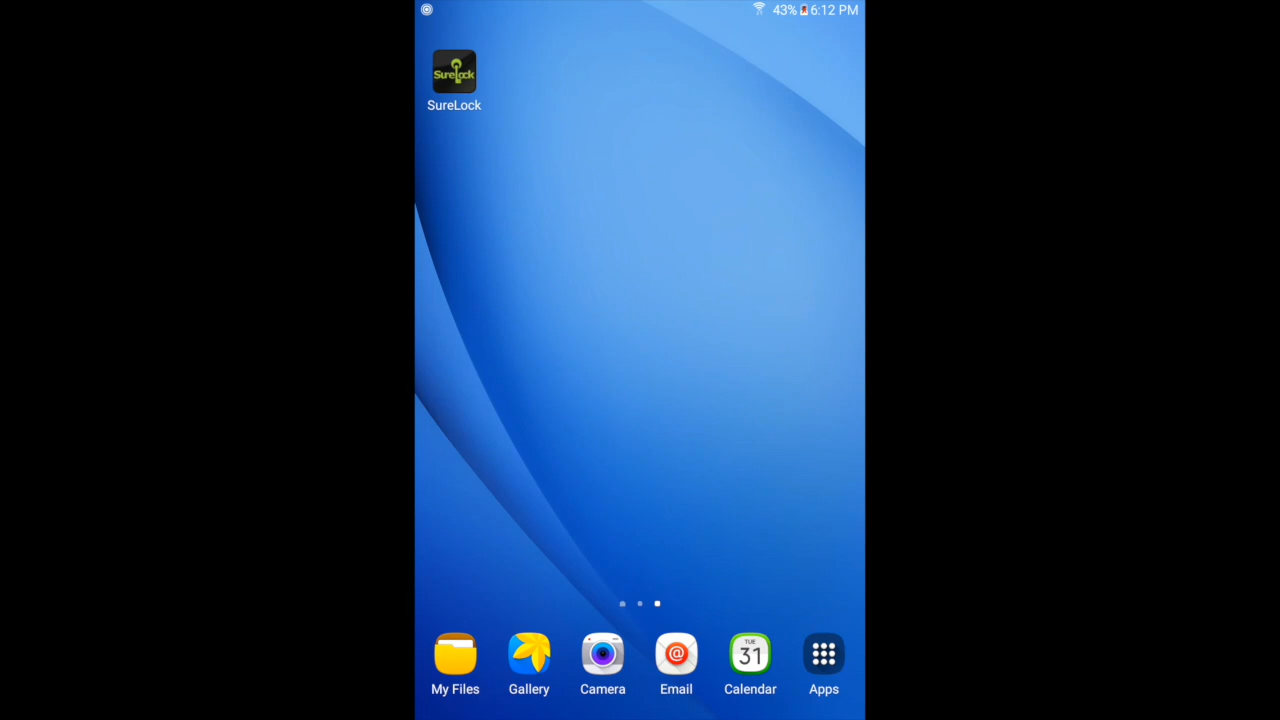 43% 6:12 PM
SureLock
SureLock
TUE
31
@
My Files Gallery Camera Email Calendar Apps